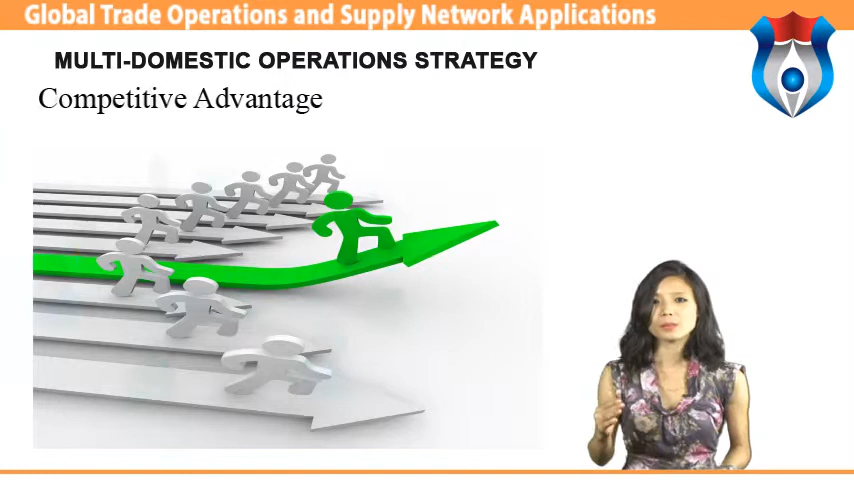 Global Trade Operations and Supply Network Applications
MULTI-DOMESTIC OPERATIONS STRATEGY
Competitive Advantage